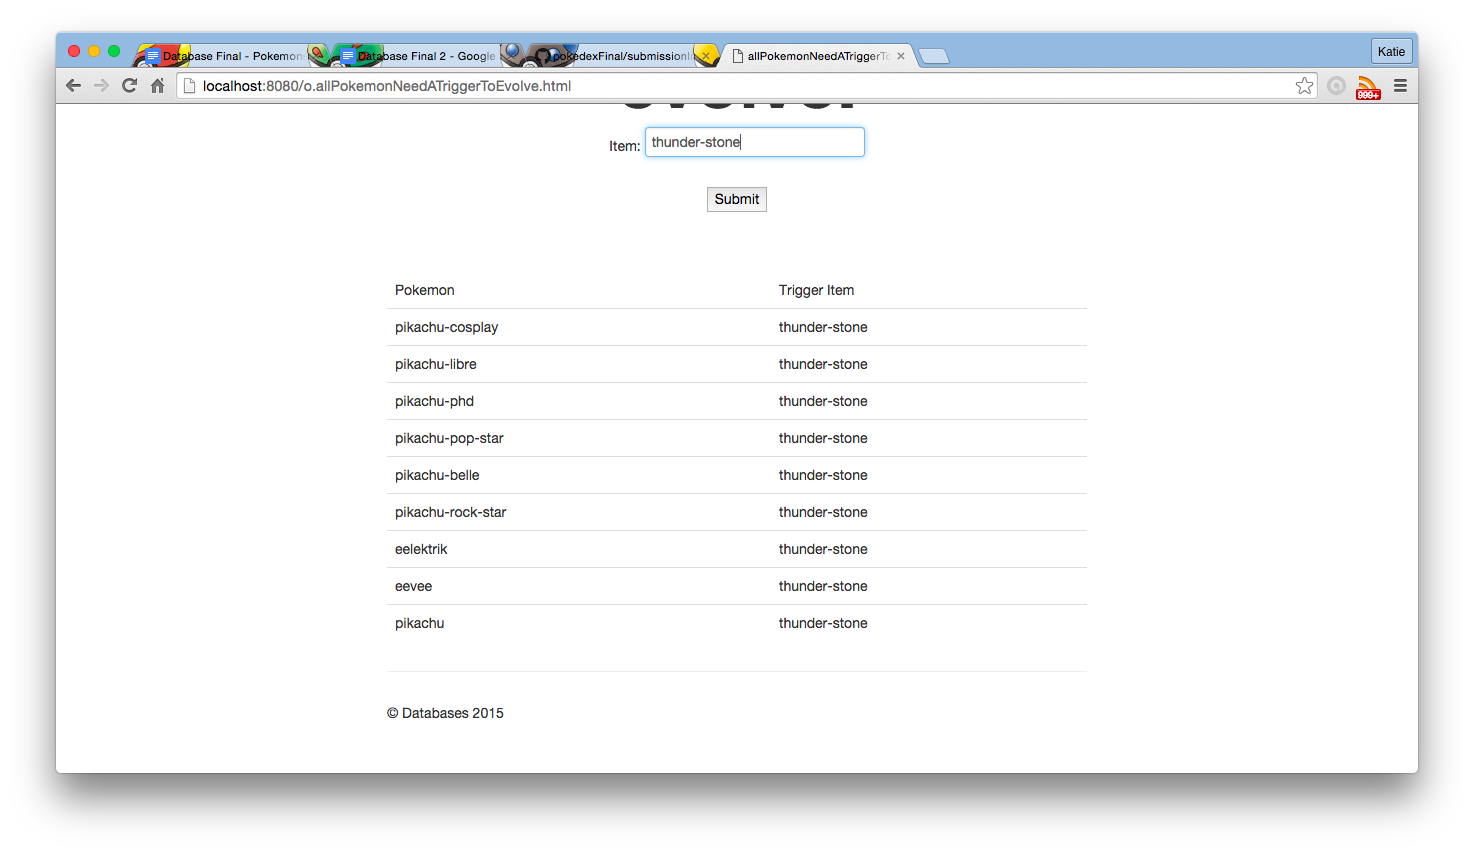 Database Final - Pokemon
Database Final 2 - Google
pokedexFinal/submission
allPokemonNeedATriggerTo
Katie
localhost:8080/o.allPokemonNeedATriggerToEvolve.html
999+
Item: thunder-stone
Submit
Pokemon Trigger Item
pikachu-cosplay thunder-stone
pikachu-libre thunder-stone
pikachu-phd thunder-stone
pikachu-pop-star thunder-stone
pikachu-belle thunder-stone
pikachu-rock-star thunder-stone
eelektrik thunder-stone
eevee thunder-stone
pikachu thunder-stone
© Databases 2015